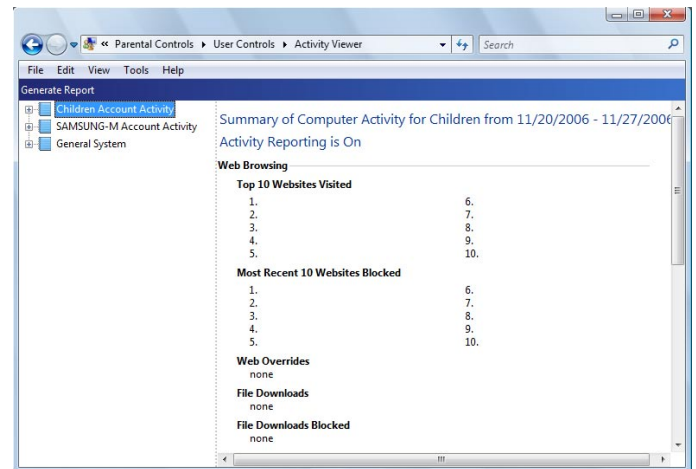 « Parental Controls ▸ User Controls ▸ Activity Viewer
Search
File Edit View Tools Help
Generate Report
Children Account Activity
SAMSUNG-M Account Activity
General System
Summary of Computer Activity for Children from 11/20/2006 - 11/27/2006
Activity Reporting is On
Web Browsing
Top 10 Websites Visited
1. 6.
2. 7.
3. 8.
4. 9.
5. 10.
Most Recent 10 Websites Blocked
1. 6.
2. 7.
3. 8.
4. 9.
5. 10.
Web Overrides
none
File Downloads
none
File Downloads Blocked
none